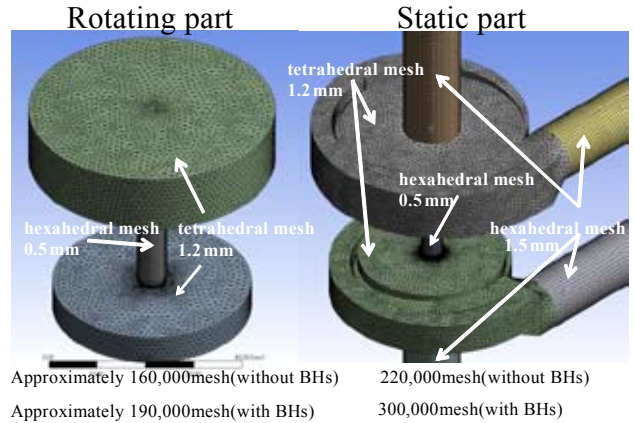 Rotating part
Static part
tetrahedral mesh
1.2 mm
hexahedral mesh
0.5 mm
hexahedral mesh
0.5 mm
tetrahedral mesh
1.2 mm
hexahedral mesh
1.5 mm
Approximately 160,000mesh(without BHs)
220,000mesh(without BHs)
Approximately 190,000mesh(with BHs)
300,000mesh(with BHs)